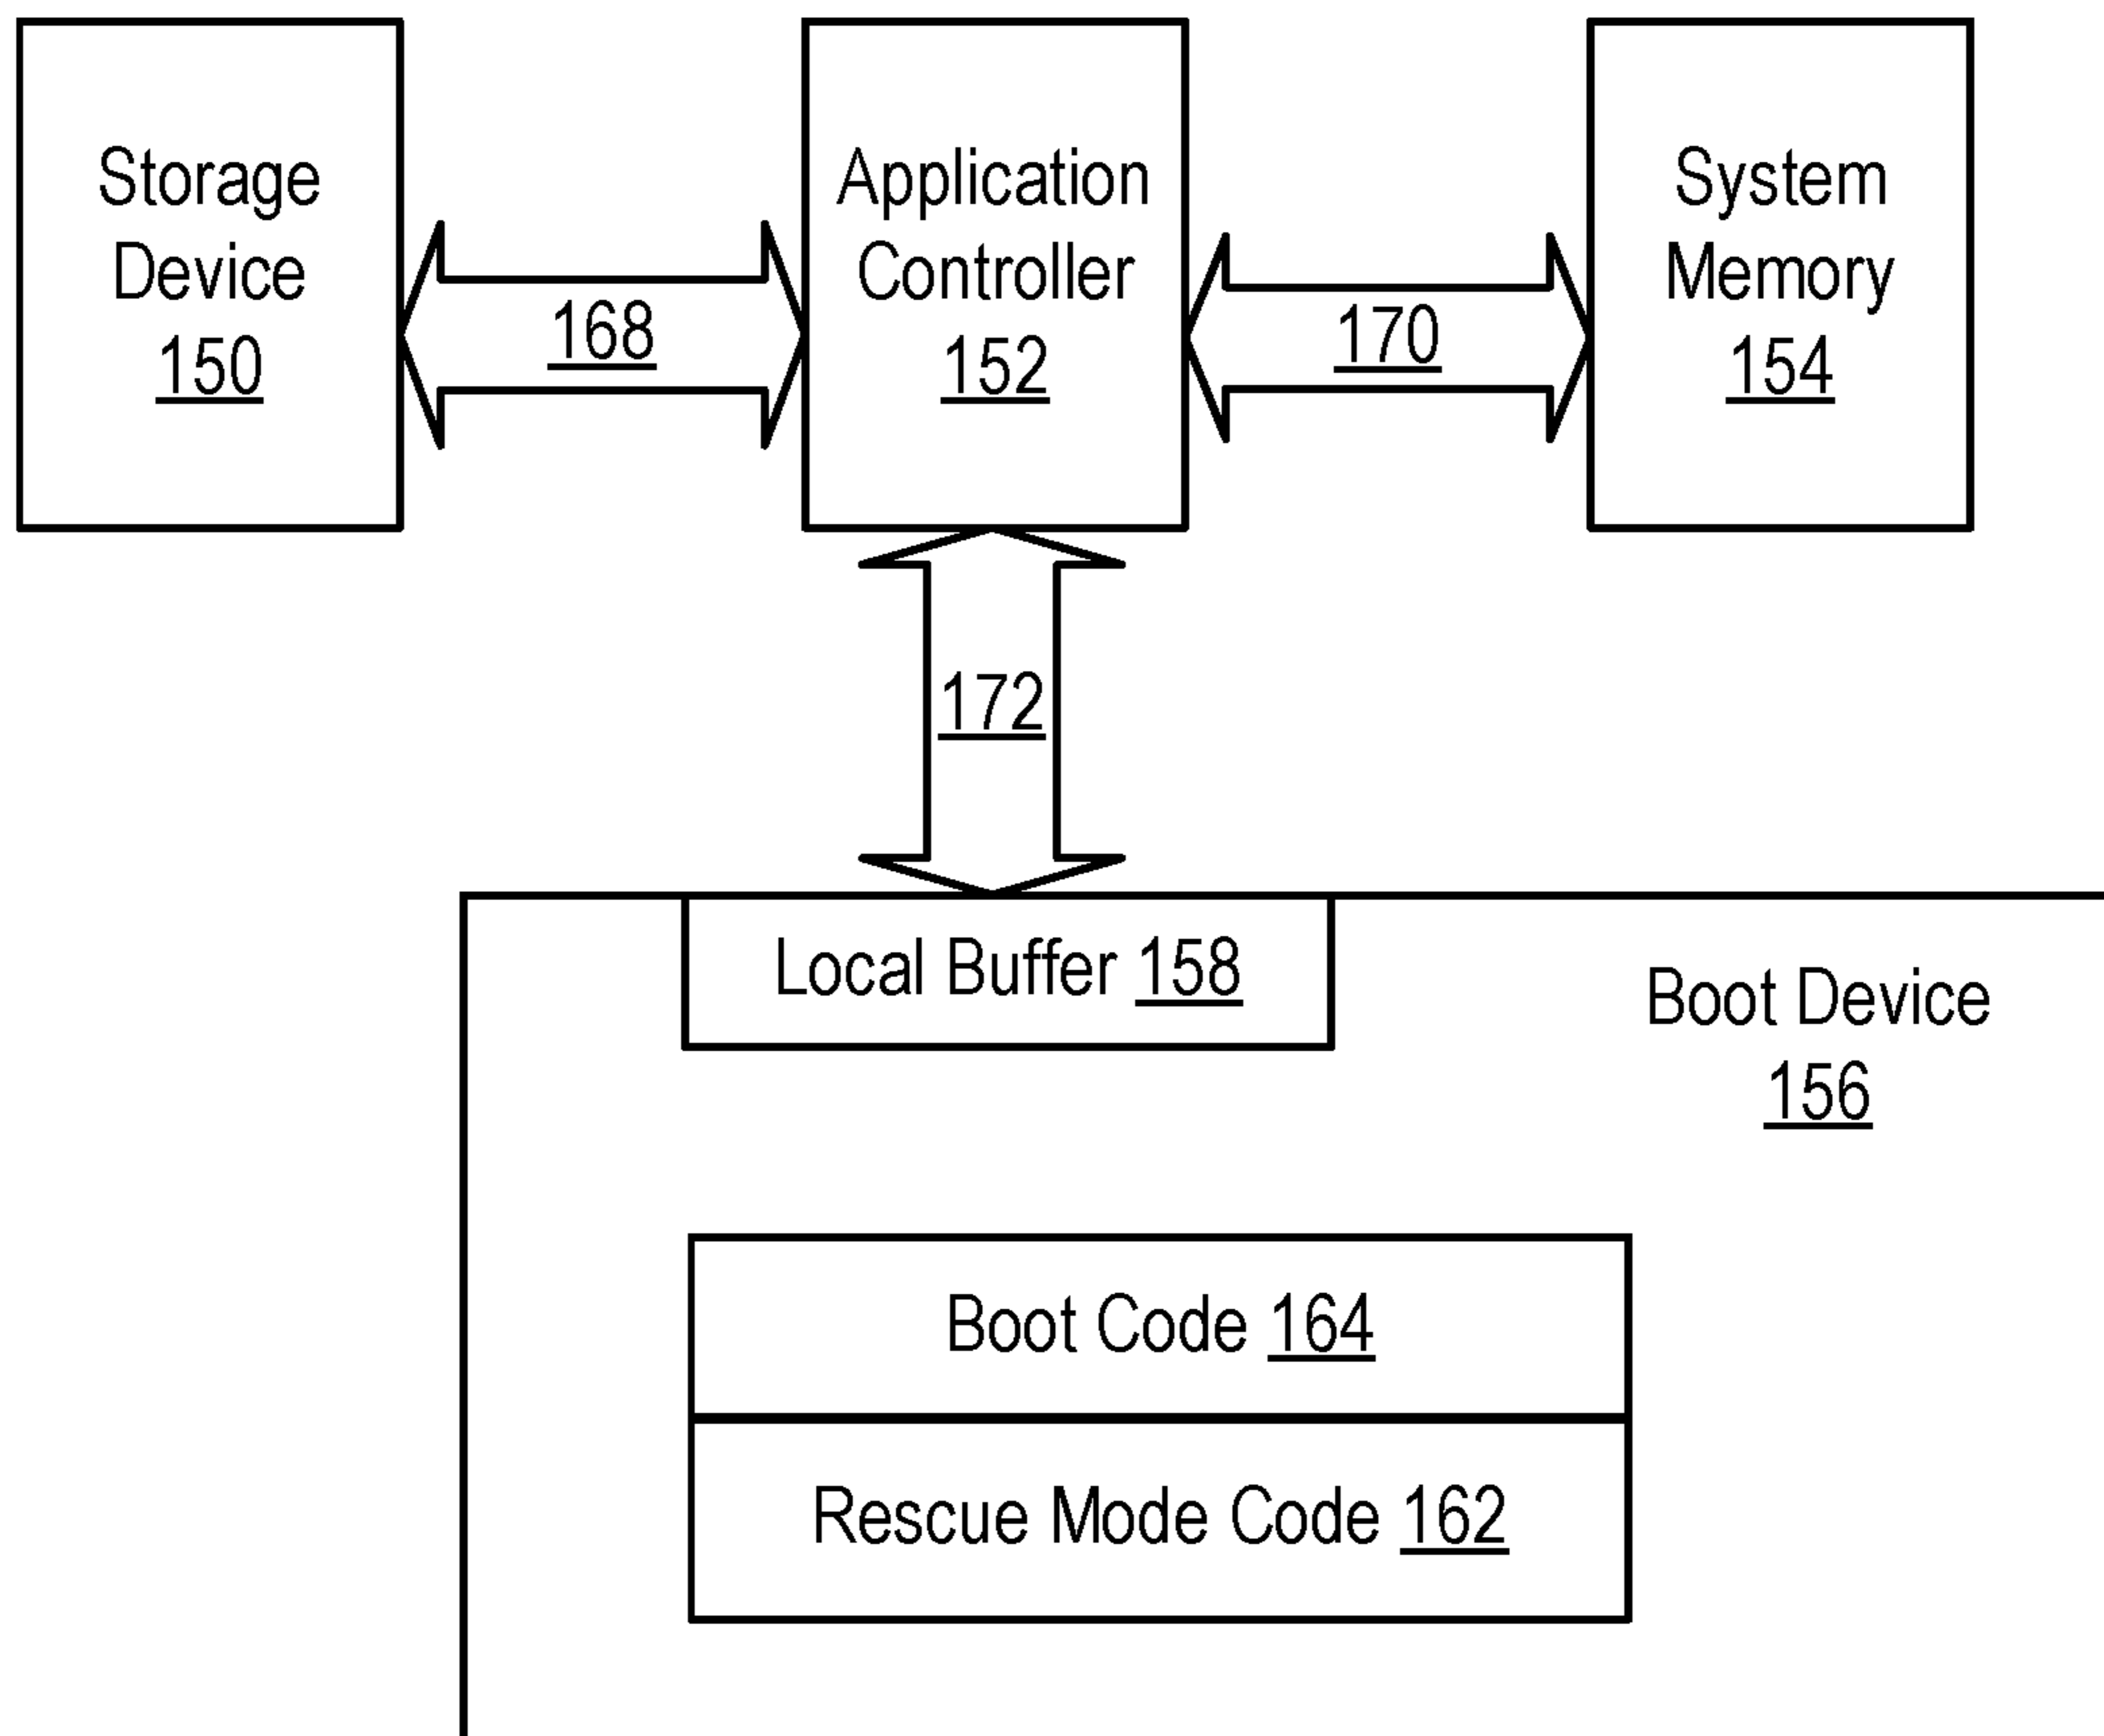 Storage
Device
150
168
Application
Controller
152
170
System
Memory
154
172
Local Buffer 158
Boot Device
156
Boot Code 164
Rescue Mode Code 162